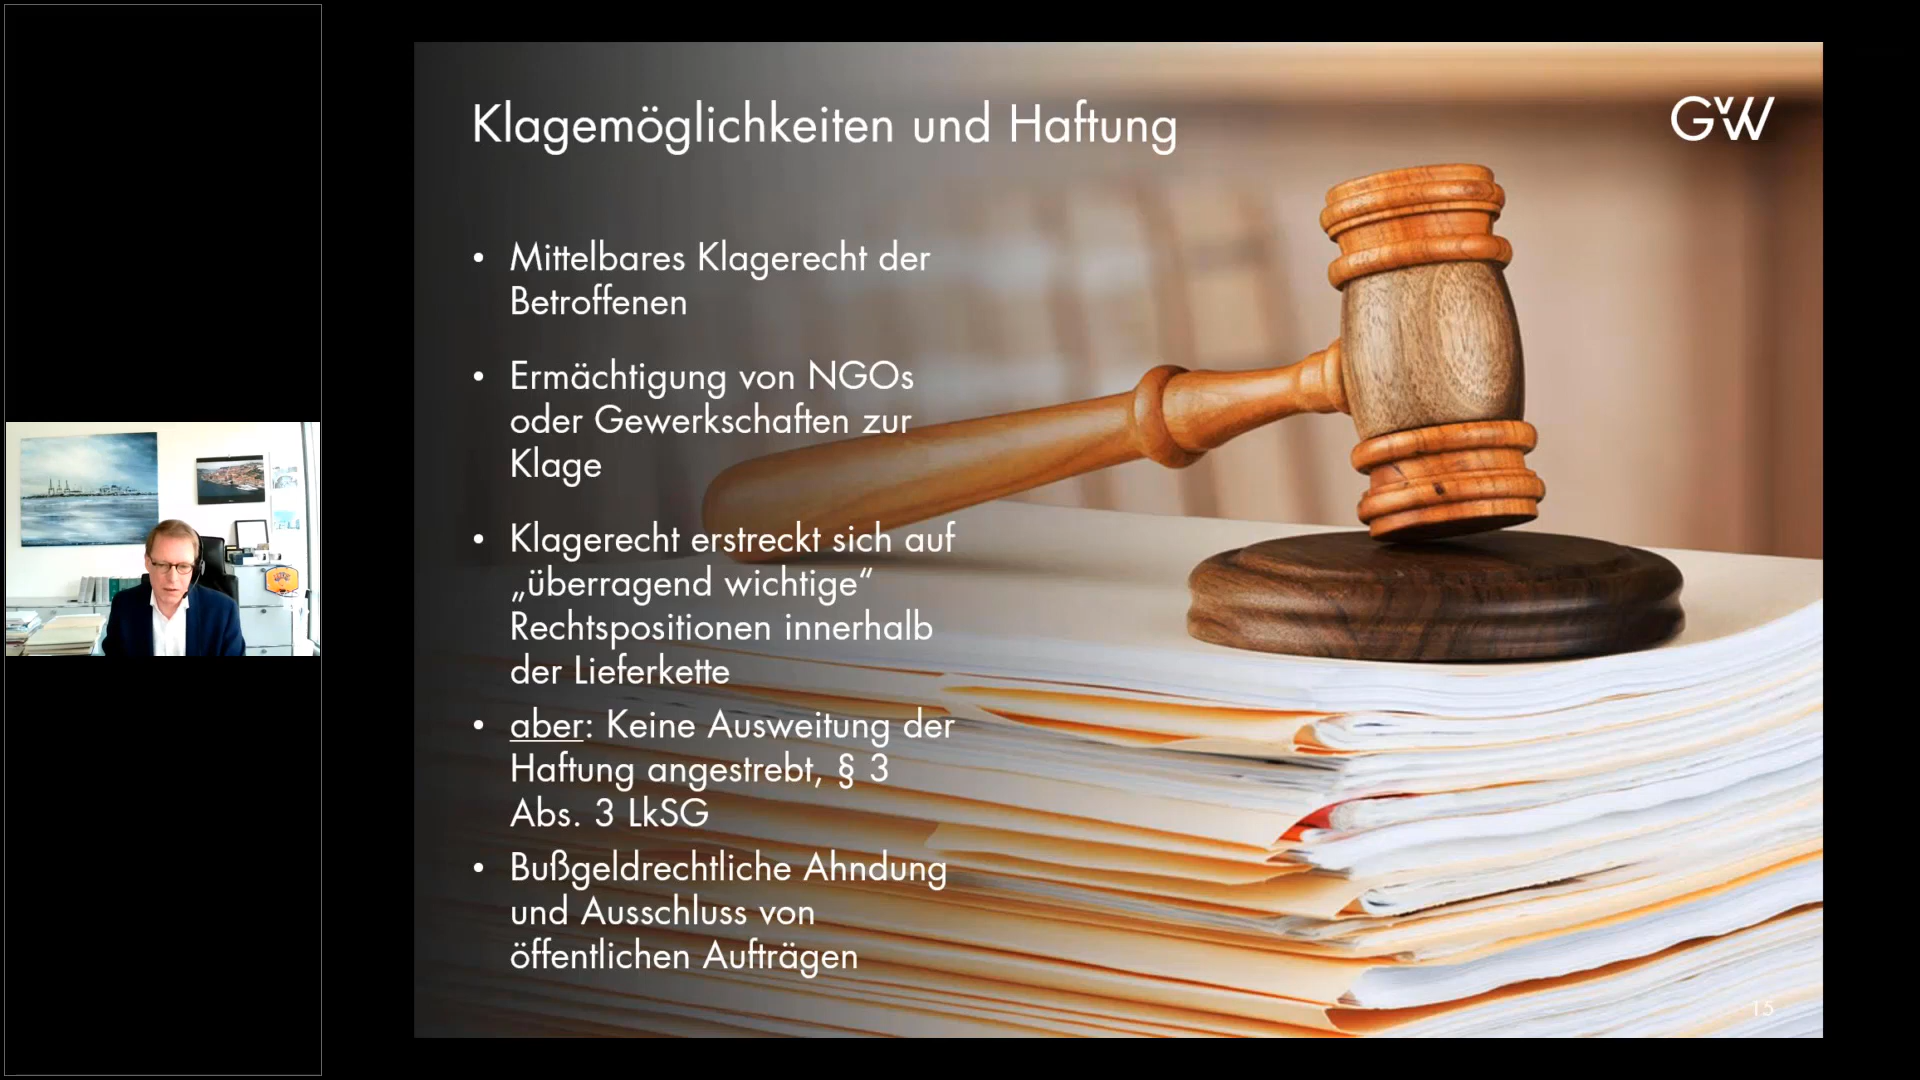 Klagemöglichkeiten und Haftung
GvW
• Mittelbares Klagerecht der
Betroffenen
• Ermächtigung von NGOs
oder Gewerkschaften zur
Klage
• Klagerecht erstreckt sich auf
„überragend wichtige“
Rechtspositionen innerhalb
der Lieferkette
• aber: Keine Ausweitung der
Haftung angestrebt, § 3
Abs. 3 LkSG
• Bußgeldrechtliche Ahndung
und Ausschluss von
öffentlichen Aufträgen
15